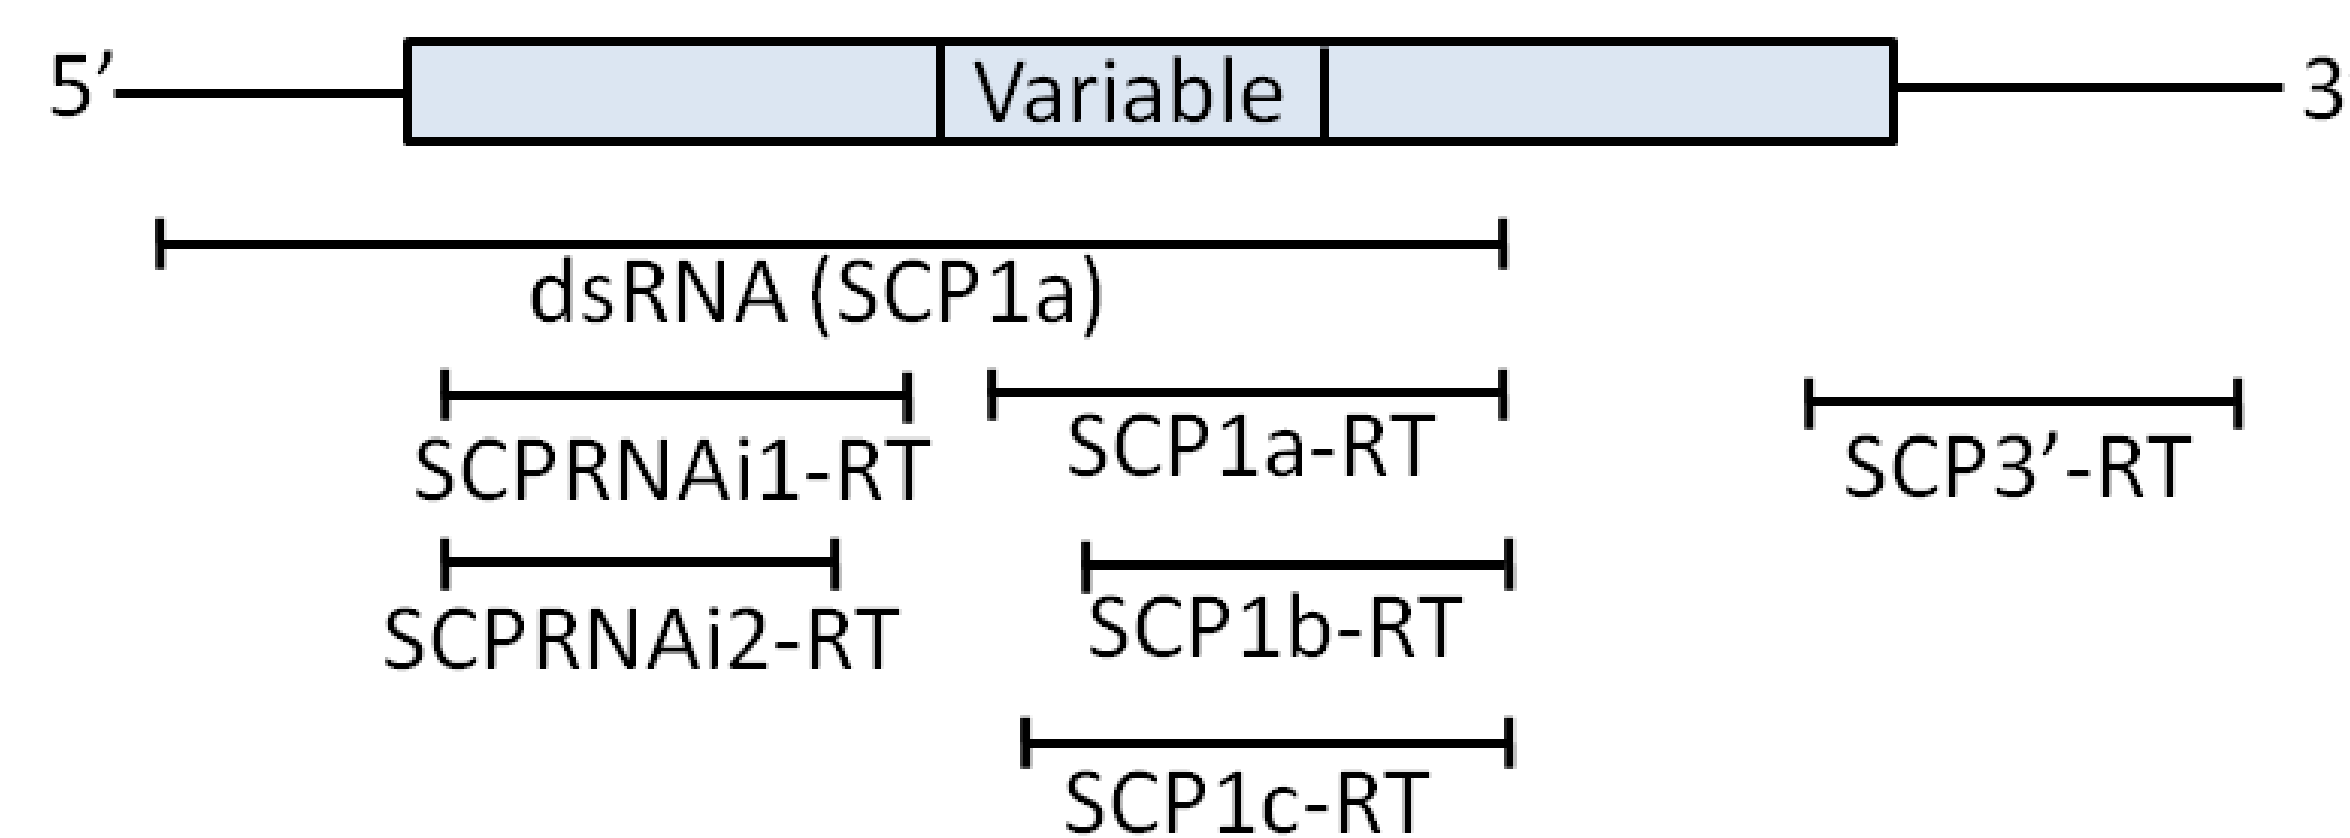 5’ Variable 3
dsRNA (SCP1a)
SCPRNAi1-RT SCP1a-RT SCP3’-RT
SCPRNAi2-RT SCP1b-RT
SCP1c-RT